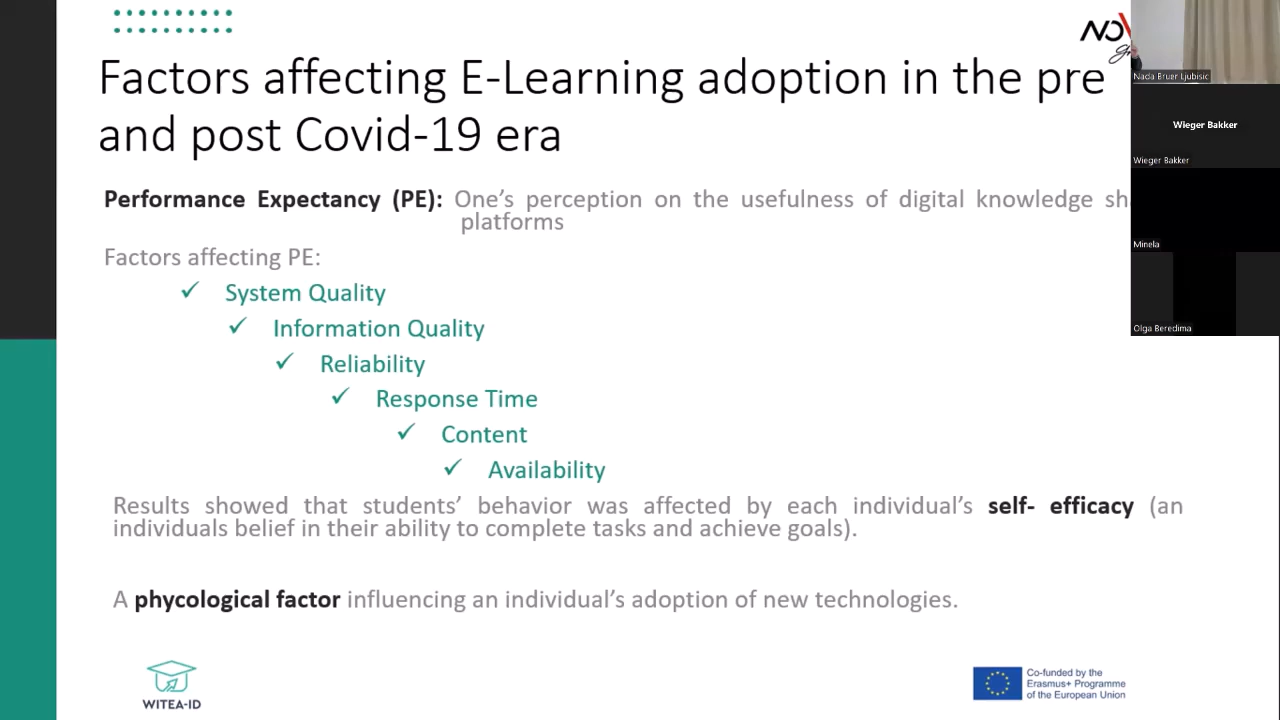 Factors affecting E-Learning adoption in the pre
and post Covid-19 era
Performance Expectancy (PE): One's perception on the usefulness of digital knowledge
platforms
Factors affecting PE:
✓ System Quality
✓ Information Quality
✓ Reliability
✓ Response Time
✓ Content
✓ Availability
Results showed that students' behavior was affected by each individual's self- efficacy (an
individuals belief in their ability to complete tasks and achieve goals).
A phycological factor influencing an individual's adoption of new technologies.
WITEA-ID
Co-funded by the
Erasmus+ Programme
of the European Union
Nada Bruer Ljubisic
Wieger Bakker
Wieger Bakker
Minela
Olga Beredima